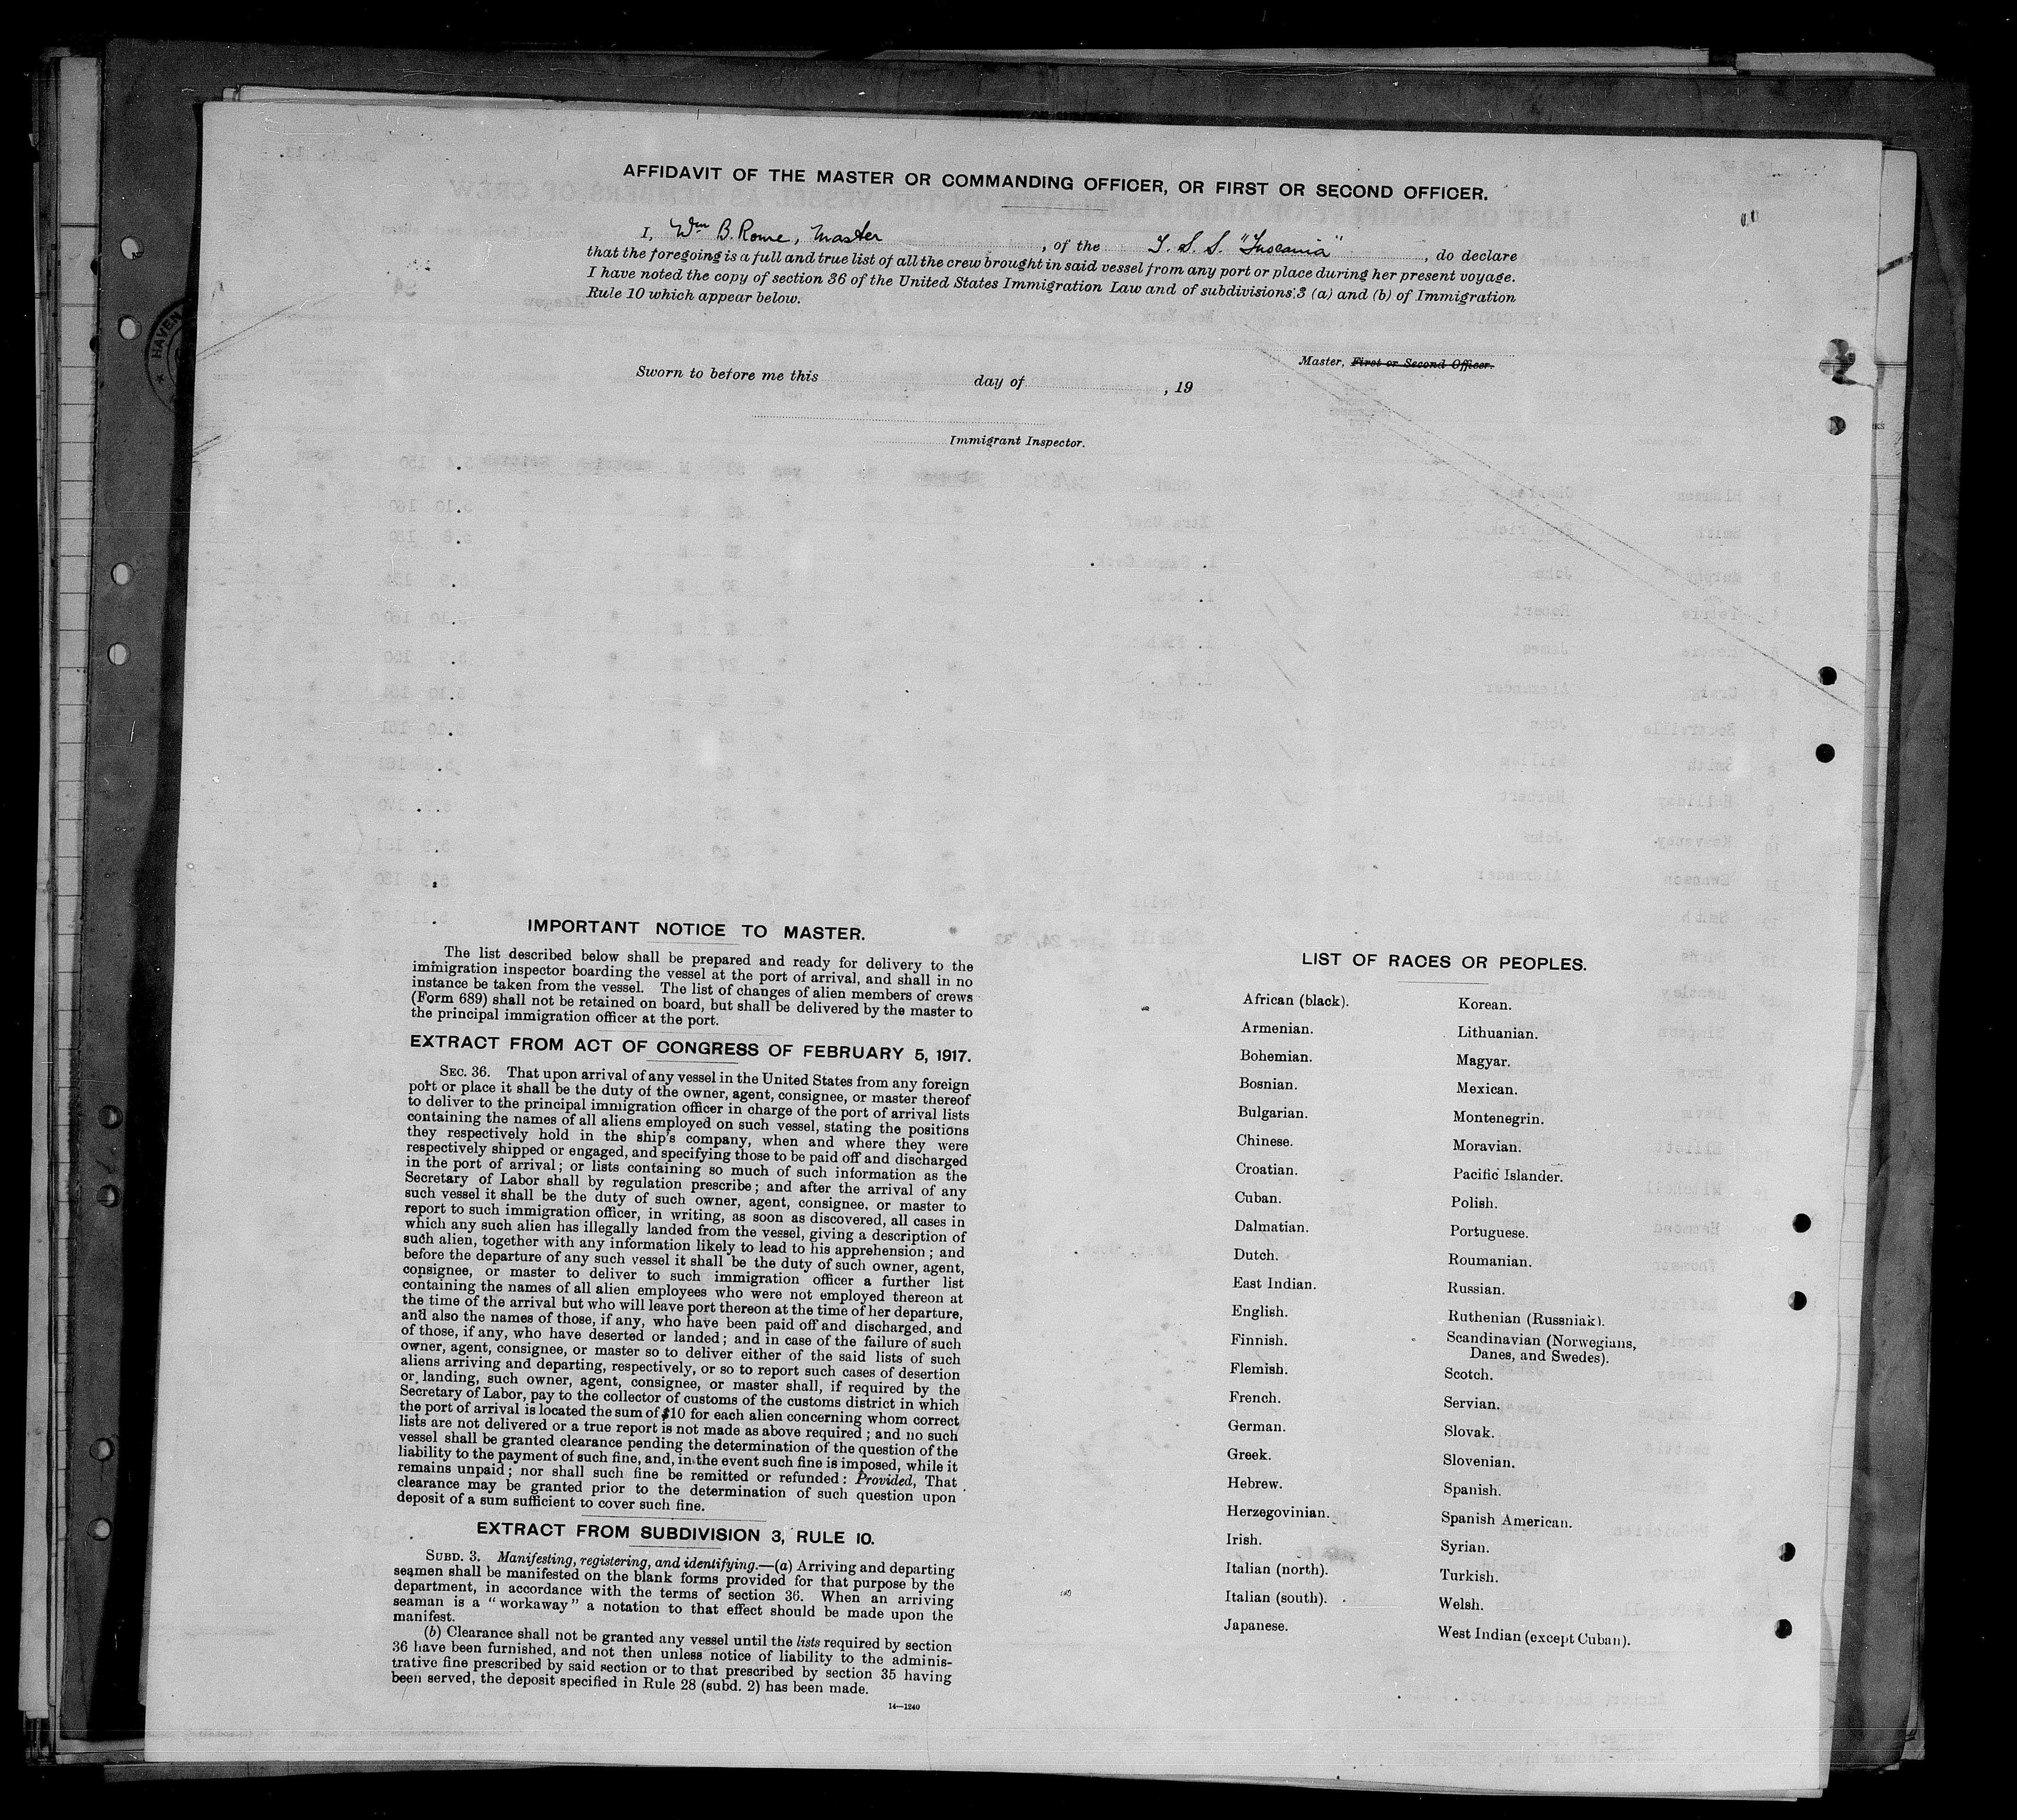 AFFIDAVIT OF THE MASTER OR COMMANDING OFFICER, OR FIRST OR SECOND OFFICER.
I, Wm B. Rome, Master, of the T. S. S. "Tuscania", do declare
that the foregoing is a full and true list of all the crew brought in said vessel from any port or place during her present voyage.
I have noted the copy of section 36 of the United States Immigration Law and of subdivisions 3 (a) and (b) of Immigration
Rule 10 which appear below.
Master, First or Second Officer.
Sworn to before me this day of , 19
Immigrant Inspector.
IMPORTANT NOTICE TO MASTER.
The list described below shall be prepared and ready for delivery to the
immigration inspector boarding the vessel at the port of arrival, and shall in no
instance be taken from the vessel. The list of changes of alien members of crews
(Form 689) shall not be retained on board, but shall be delivered by the master to
the principal immigration officer at the port.
EXTRACT FROM ACT OF CONGRESS OF FEBRUARY 5, 1917.
SEC. 36. That upon arrival of any vessel in the United States from any foreign
port or place it shall be the duty of the owner, agent, consignee, or master thereof
to deliver to the principal immigration officer in charge of the port of arrival lists
containing the names of all aliens employed on such vessel, stating the positions
they respectively hold in the ship's company, when and where they were
respectively shipped or engaged, and specifying those to be paid off and discharged
in the port of arrival; or lists containing so much of such information as the
Secretary of Labor shall by regulation prescribe; and after the arrival of any
such vessel it shall be the duty of such owner, agent, consignee, or master to
report to such immigration officer, in writing, as soon as discovered, all cases in
which any such alien has illegally landed from the vessel, giving a description of
such alien, together with any information likely to lead to his apprehension; and
before the departure of any such vessel it shall be the duty of such owner, agent,
consignee, or master to deliver to such immigration officer a further list
containing the names of all alien employees who were not employed thereon at
the time of the arrival but who will leave port thereon at the time of her departure,
and also the names of those, if any, who have been paid off and discharged, and
of those, if any, who have deserted or landed; and in case of the failure of such
owner, agent, consignee, or master so to deliver either of the said lists of such
aliens arriving and departing, respectively, or so to report such cases of desertion
or landing, such owner, agent, consignee, or master shall, if required by the
Secretary of Labor, pay to the collector of customs of the customs district in which
the port of arrival is located the sum of $10 for each alien concerning whom correct
lists are not delivered or a true report is not made as above required; and no such
vessel shall be granted clearance pending the determination of the question of the
liability to the payment of such fine, and, in the event such fine is imposed, while it
remains unpaid; nor shall such fine be remitted or refunded: Provided, That
clearance may be granted prior to the determination of such question upon
deposit of a sum sufficient to cover such fine.
EXTRACT FROM SUBDIVISION 3, RULE 10.
SUBD. 3. Manifesting, registering, and identifying.—(a) Arriving and departing
seamen shall be manifested on the blank forms provided for that purpose by the
department, in accordance with the terms of section 36. When an arriving
seaman is a "workaway" a notation to that effect should be made upon the
manifest.
(b) Clearance shall not be granted any vessel until the lists required by section
36 have been furnished, and not then unless notice of liability to the adminis-
trative fine prescribed by said section or to that prescribed by section 35 having
been served, the deposit specified in Rule 28 (subd. 2) has been made.
14—1240
LIST OF RACES OR PEOPLES.
African (black).
Armenian.
Bohemian.
Bosnian.
Bulgarian.
Chinese.
Croatian.
Cuban.
Dalmatian.
Dutch.
East Indian.
English.
Finnish.
Flemish.
French.
German.
Greek.
Hebrew.
Herzegovinian.
Irish.
Italian (north).
Italian (south).
Japanese.
Korean.
Lithuanian.
Magyar.
Mexican.
Montenegrin.
Moravian.
Pacific Islander.
Polish.
Portuguese.
Roumanian.
Russian.
Ruthenian (Russniak).
Scandinavian (Norwegians,
Danes, and Swedes).
Scotch.
Servian.
Slovak.
Slovenian.
Spanish.
Spanish American.
Syrian.
Turkish.
Welsh.
West Indian (except Cuban).
HAVEN